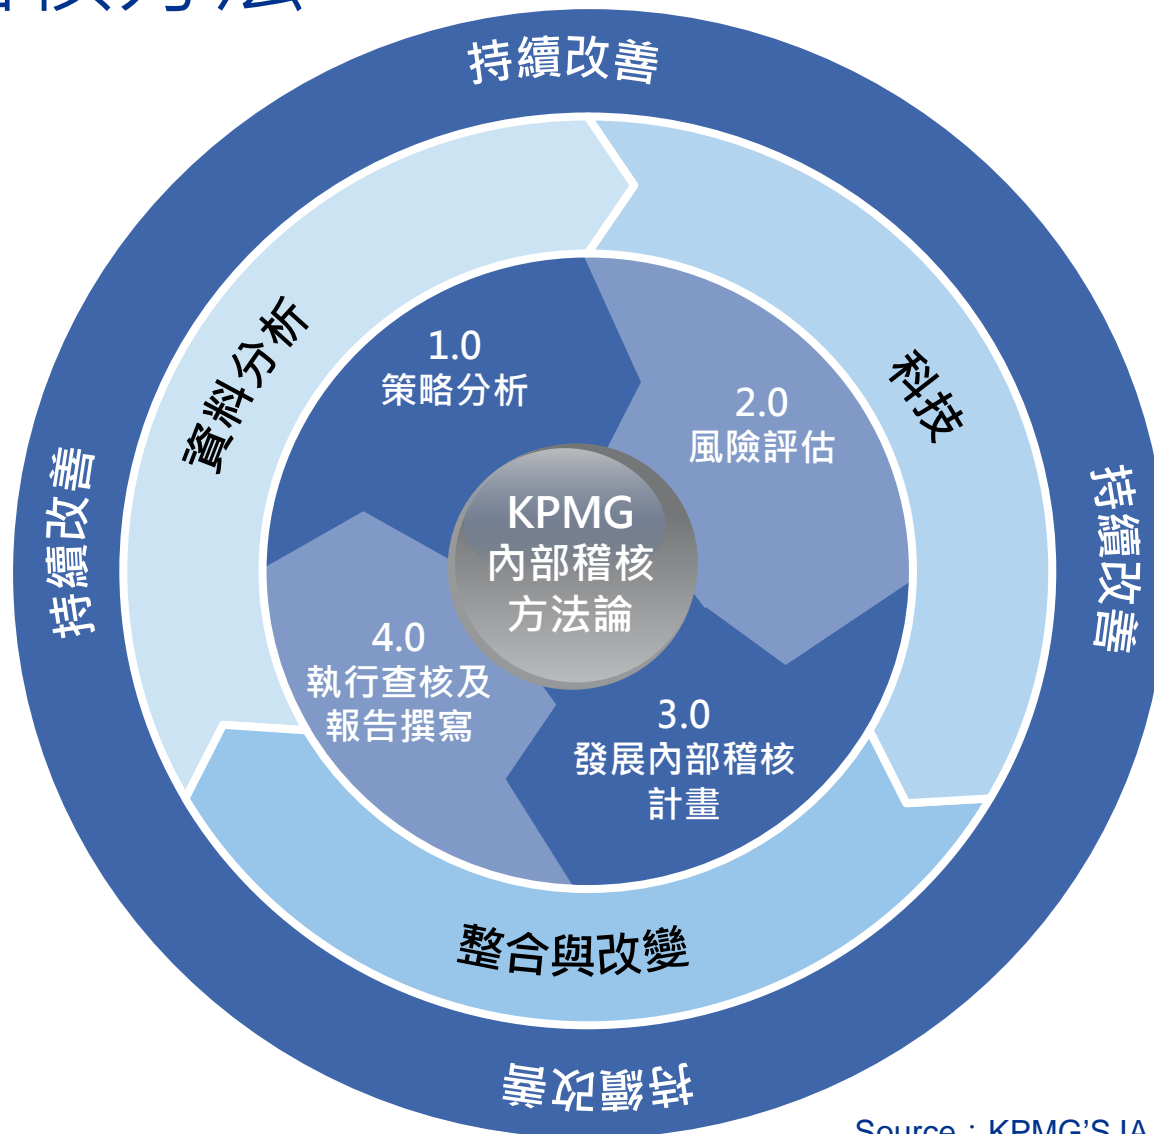 核方法
持續改善
資料分析
科技
1.0
策略分析
2.0
風險評估
KPMG
內部稽核
方法論
持續改善
持續改善
4.0
執行查核及
報告撰寫
3.0
發展內部稽核
計畫
整合與改變
持續改善
Source：KPMG'S IA